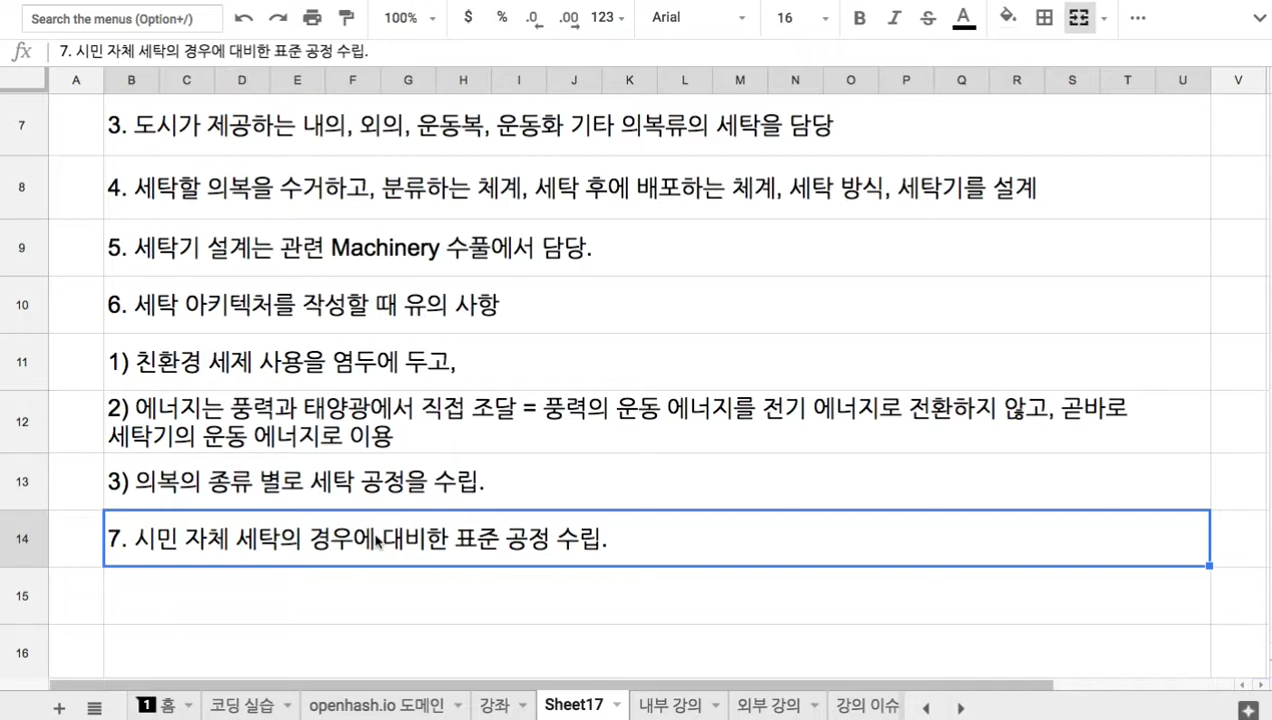 Search the menus (Option+/)
100%
$ % .0 .00 123
Arial
16
B I S A
fx 7. 시민 자체 세탁의 경우에 대비한 표준 공정 수립.
A B C D E F G H I J K L M N O P Q R S T U V
7 3. 도시가 제공하는 내의, 외의, 운동복, 운동화 기타 의복류의 세탁을 담당
8 4. 세탁할 의복을 수거하고, 분류하는 체계, 세탁 후에 배포하는 체계, 세탁 방식, 세탁기를 설계
9 5. 세탁기 설계는 관련 Machinery 수풀에서 담당.
10 6. 세탁 아키텍처를 작성할 때 유의 사항
11 1) 친환경 세제 사용을 염두에 두고,
12 2) 에너지는 풍력과 태양광에서 직접 조달 = 풍력의 운동 에너지를 전기 에너지로 전환하지 않고, 곧바로
세탁기의 운동 에너지로 이용
13 3) 의복의 종류 별로 세탁 공정을 수립.
14 7. 시민 자체 세탁의 경우에 대비한 표준 공정 수립.
15
16
1 홈 코딩 실습 openhash.io 도메인 강좌 Sheet17 내부 강의 외부 강의 강의 이슈